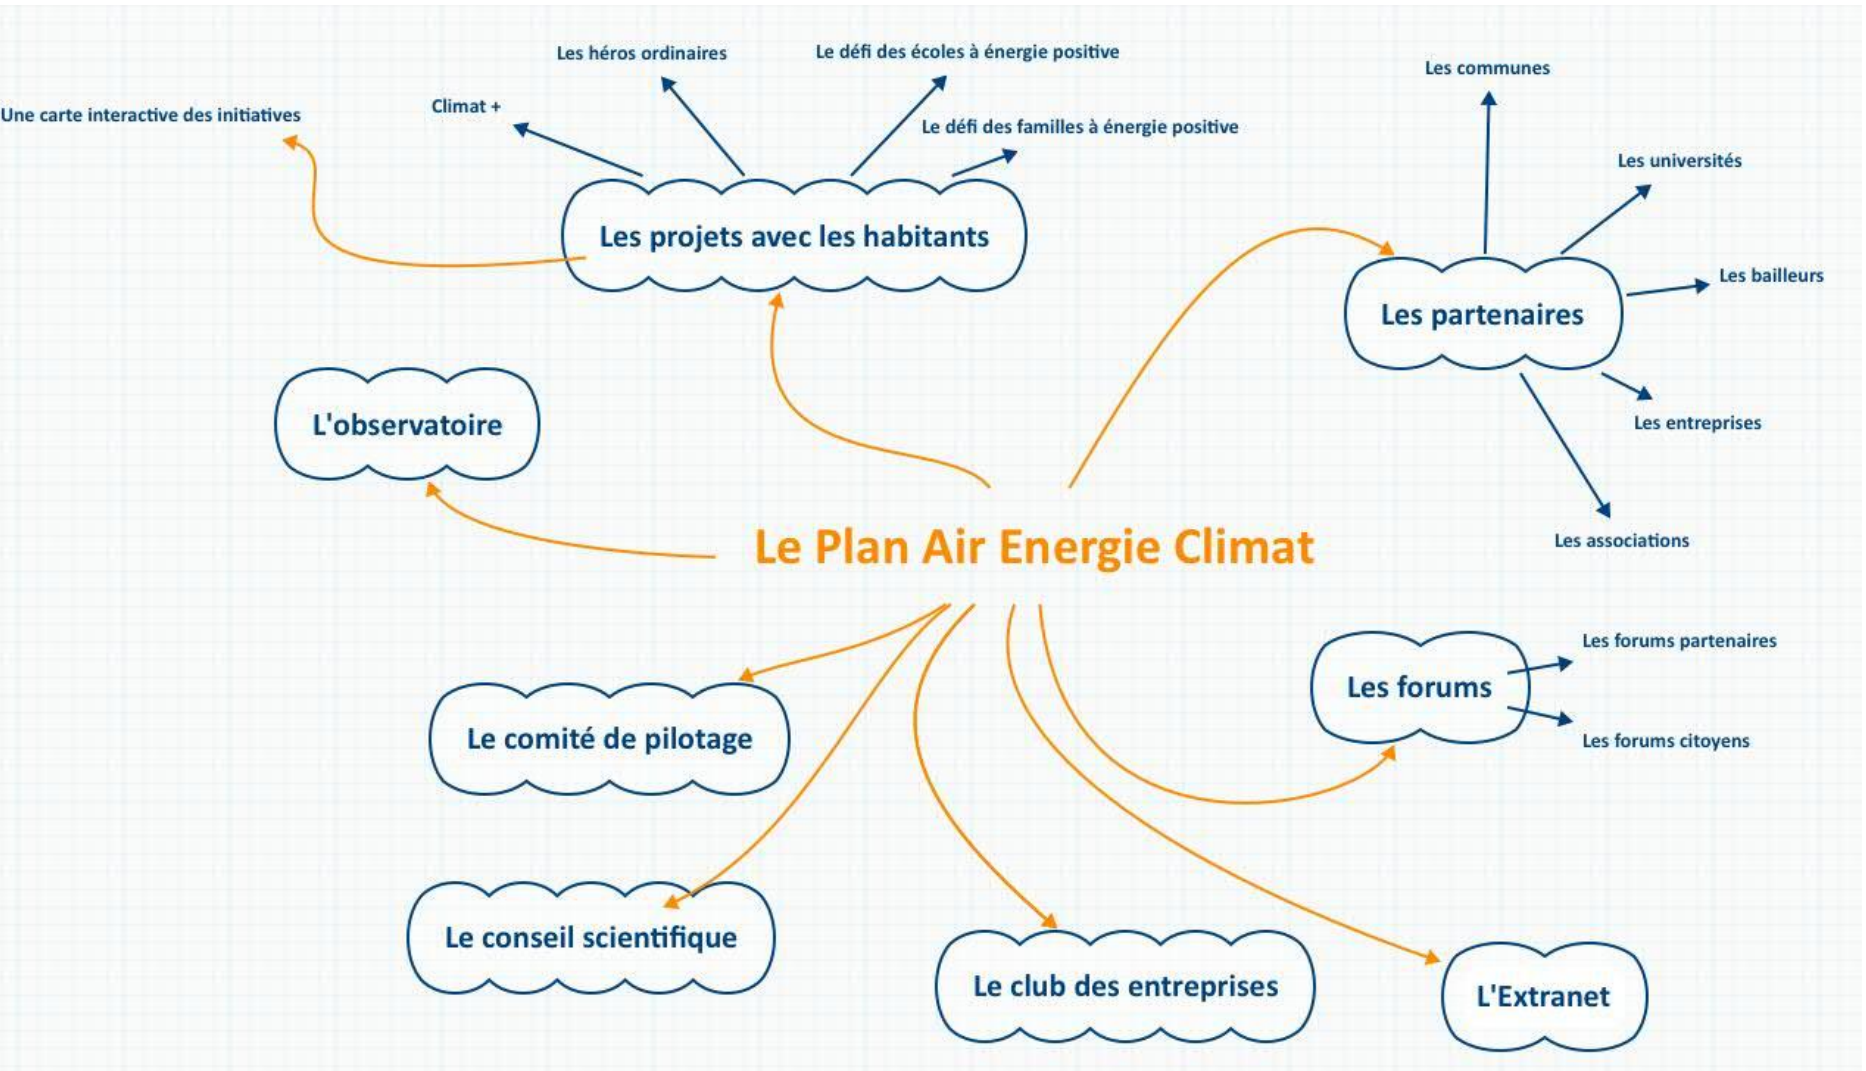 Les héros ordinaires
Le défi des écoles à énergie positive
Les communes
Climat +
Une carte interactive des initiatives
Le défi des familles à énergie positive
Les universités
Les projets avec les habitants
Les bailleurs
Les partenaires
L'observatoire
Les entreprises
Les associations
Le Plan Air Energie Climat
Les forums partenaires
Les forums
Les forums citoyens
Le comité de pilotage
Le conseil scientifique
Le club des entreprises
L'Extranet